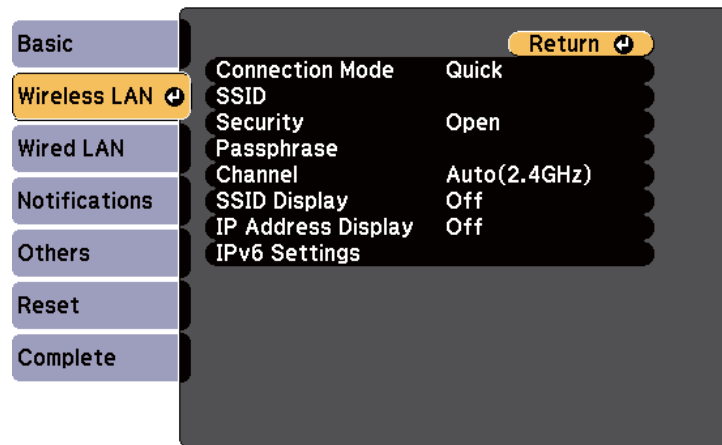 Basic
Wireless LAN
Wired LAN
Notifications
Others
Reset
Complete
Return
Connection Mode Quick
SSID
Security Open
Passphrase
Channel Auto(2.4GHz)
SSID Display Off
IP Address Display Off
IPv6 Settings